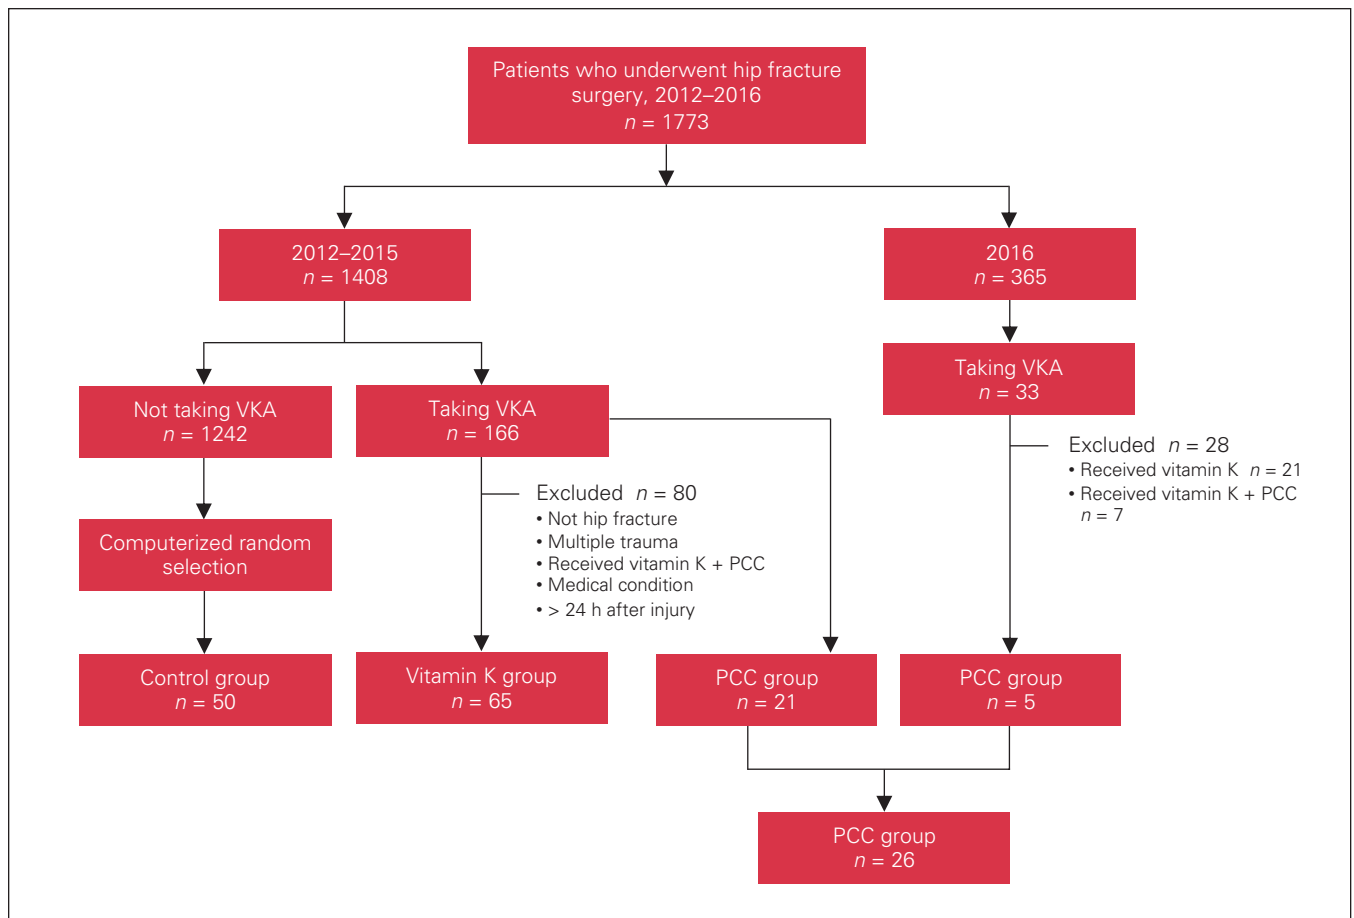 Patients who underwent hip fracture
surgery, 2012–2016
n = 1773
2012–2015
n = 1408
2016
n = 365
Not taking VKA
n = 1242
Taking VKA
n = 166
Taking VKA
n = 33
Excluded n = 28
• Received vitamin K n = 21
• Received vitamin K + PCC
n = 7
Excluded n = 80
• Not hip fracture
• Multiple trauma
• Received vitamin K + PCC
• Medical condition
• > 24 h after injury
Computerized random
selection
Control group
n = 50
Vitamin K group
n = 65
PCC group
n = 21
PCC group
n = 5
PCC group
n = 26